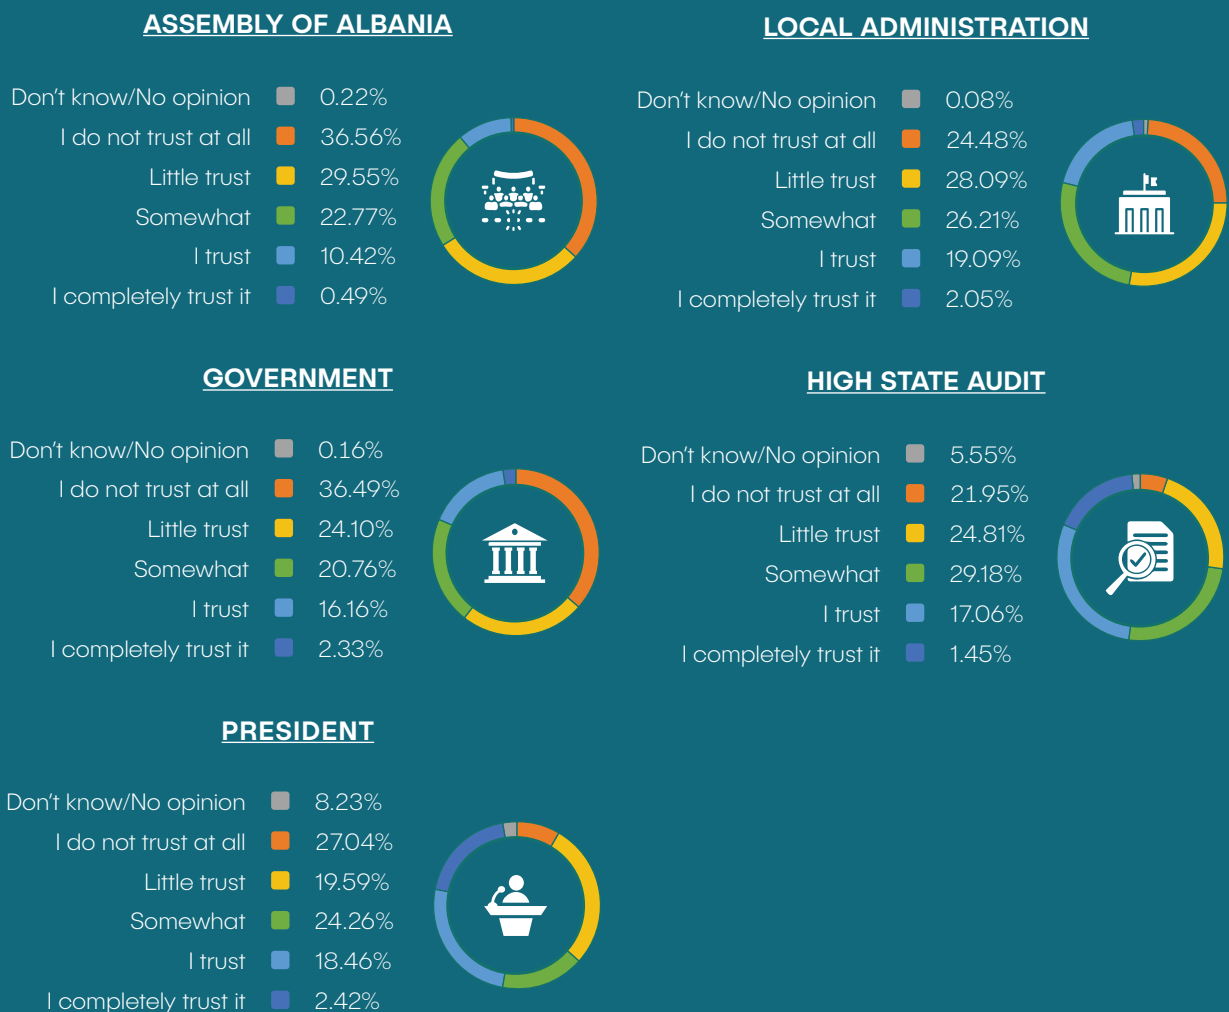 ASSEMBLY OF ALBANIA
Don't know/No opinion 0.22%
I do not trust at all 36.56%
Little trust 29.55%
Somewhat 22.77%
I trust 10.42%
I completely trust it 0.49%
LOCAL ADMINISTRATION
Don't know/No opinion 0.08%
I do not trust at all 24.48%
Little trust 28.09%
Somewhat 26.21%
I trust 19.09%
I completely trust it 2.05%
GOVERNMENT
Don't know/No opinion 0.16%
I do not trust at all 36.49%
Little trust 24.10%
Somewhat 20.76%
I trust 16.16%
I completely trust it 2.33%
HIGH STATE AUDIT
Don't know/No opinion 5.55%
I do not trust at all 21.95%
Little trust 24.81%
Somewhat 29.18%
I trust 17.06%
I completely trust it 1.45%
PRESIDENT
Don't know/No opinion 8.23%
I do not trust at all 27.04%
Little trust 19.59%
Somewhat 24.26%
I trust 18.46%
I completely trust it 2.42%